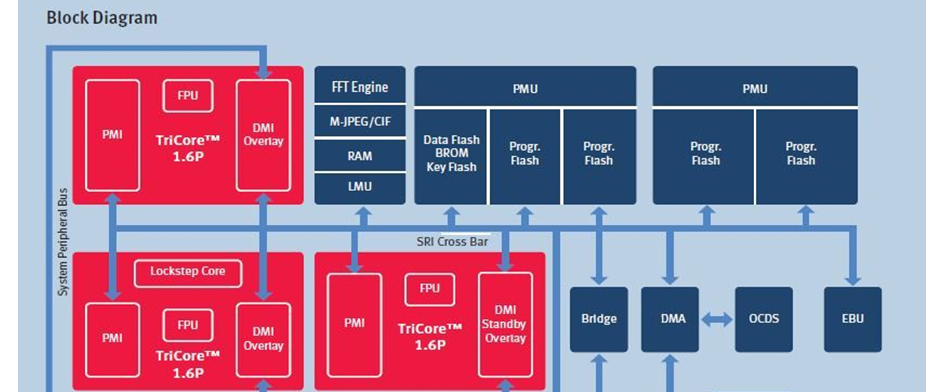 Block Diagram
FPU
PMI
TriCore™
1.6P
DMI
Overlay
FFT Engine
M-JPEG/CIF
RAM
LMU
PMU
Data Flash
BROM
Key Flash
Progr.
Flash
Progr.
Flash
PMU
Progr.
Flash
Progr.
Flash
System Peripheral Bus
SRI Cross Bar
Lockstep Core
PMI
FPU
TriCore™
1.6P
DMI
Overlay
PMI
FPU
TriCore™
1.6P
DMI
Standby
Overlay
Bridge
DMA
OCDS
EBU